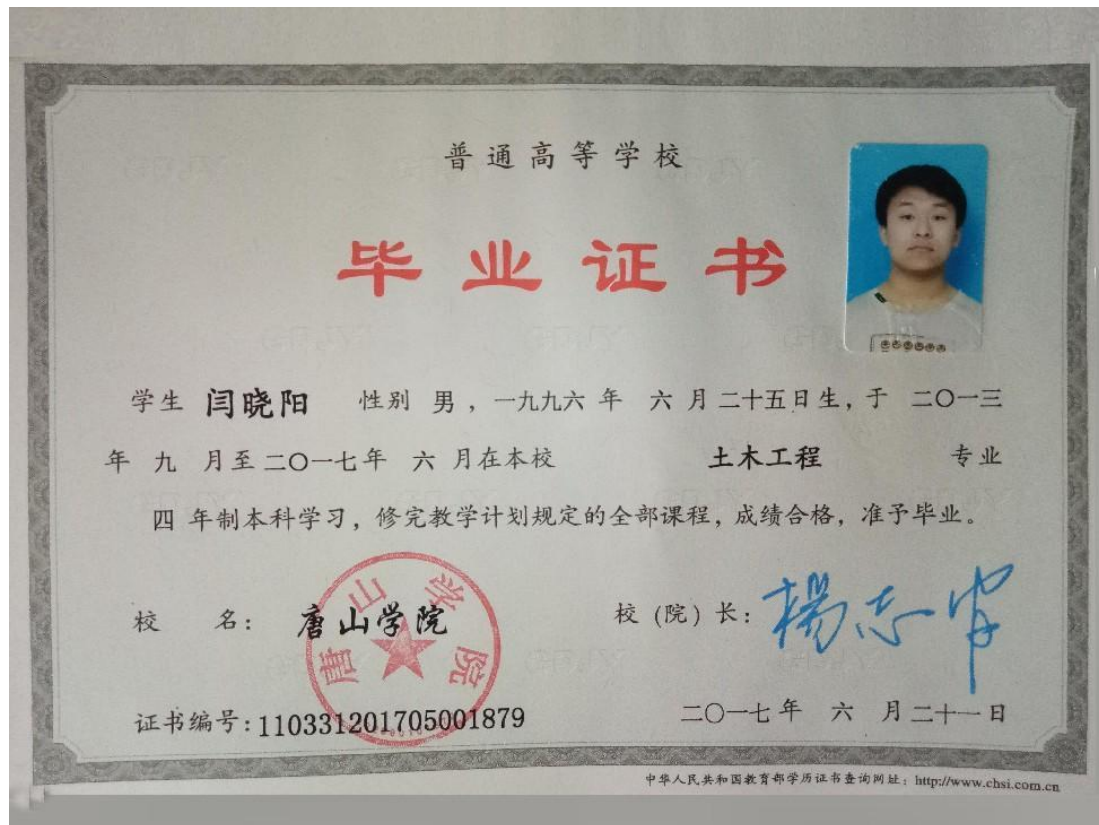 普通高等学校
毕业证书
学生 闫晓阳 性别 男，一九九六 年 六 月 二十五日生，于 二〇一三
年 九 月至 二〇一七年 六 月在本校 土木工程 专业
四 年制本科学习，修完教学计划规定的全部课程，成绩合格，准予毕业。
唐山学院
校 名： 唐山学院 校（院）长：
证书编号：110331201705001879 二〇一七 年 六 月 二十一 日
中华人民共和国教育部学历证书查询网址：http://www.chsi.com.cn